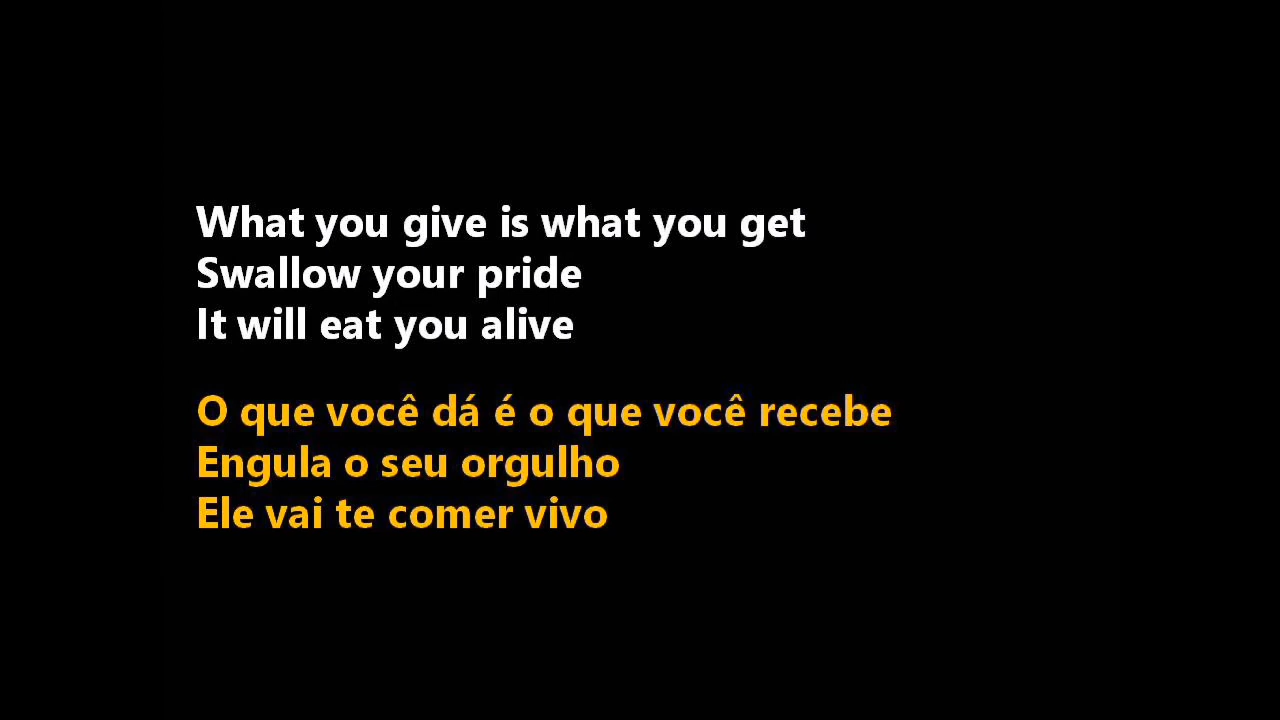 What you give is what you get
Swallow your pride
It will eat you alive
O que você dá é o que você recebe
Engula o seu orgulho
Ele vai te comer vivo